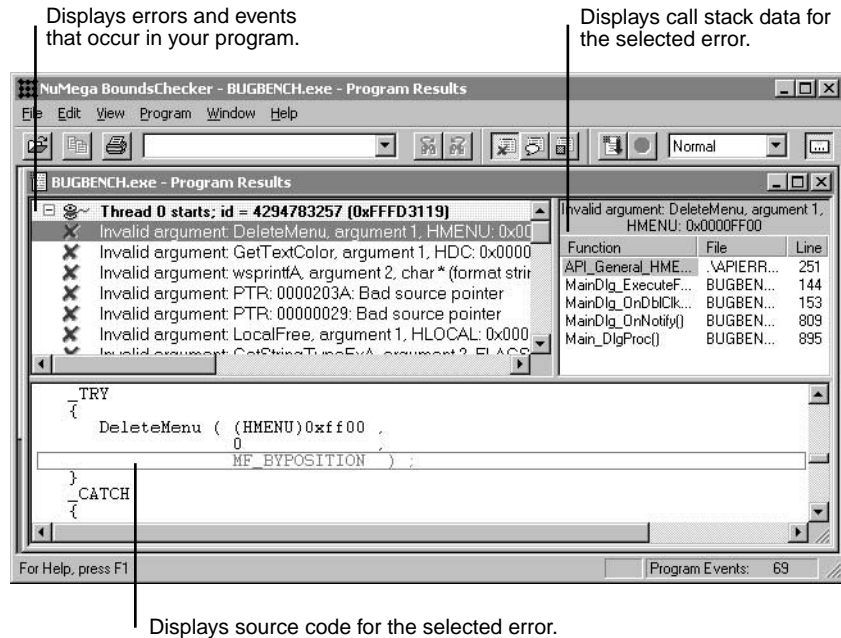 Displays errors and events
that occur in your program.
Displays call stack data for
the selected error.
NuMega BoundsChecker - BUGBENCH.exe - Program Results
File Edit View Program Window Help
Normal
BUGBENCH.exe - Program Results
Thread 0 starts; id = 4294783257 (0xFFFD3119)
Invalid argument: DeleteMenu, argument 1, HMENU: 0x00
Invalid argument: GetTextColor, argument 1, HDC: 0x0000
Invalid argument: wsprintfA, argument 2, char * (format strin
Invalid argument: PTR: 0000203A: Bad source pointer
Invalid argument: PTR: 00000029: Bad source pointer
Invalid argument: LocalFree, argument 1, HLOCAL: 0x000
Invalid argument: GetStringTypeExA, argument 2, FLAGS
Invalid argument: DeleteMenu, argument 1,
HMENU: 0x0000FF00
Function File Line
API_General_HME... .\APIERR... 251
MainDlg_ExecuteF... BUGBEN... 144
MainDlg_OnDblClk... BUGBEN... 153
MainDlg_OnNotify() BUGBEN... 809
Main_DlgProc() BUGBEN... 895
_TRY
{
DeleteMenu ( (HMENU)0xff00 ,
0 ,
MF_BYPOSITION ) ;
}
_CATCH
{
For Help, press F1
Program Events: 69
Displays source code for the selected error.